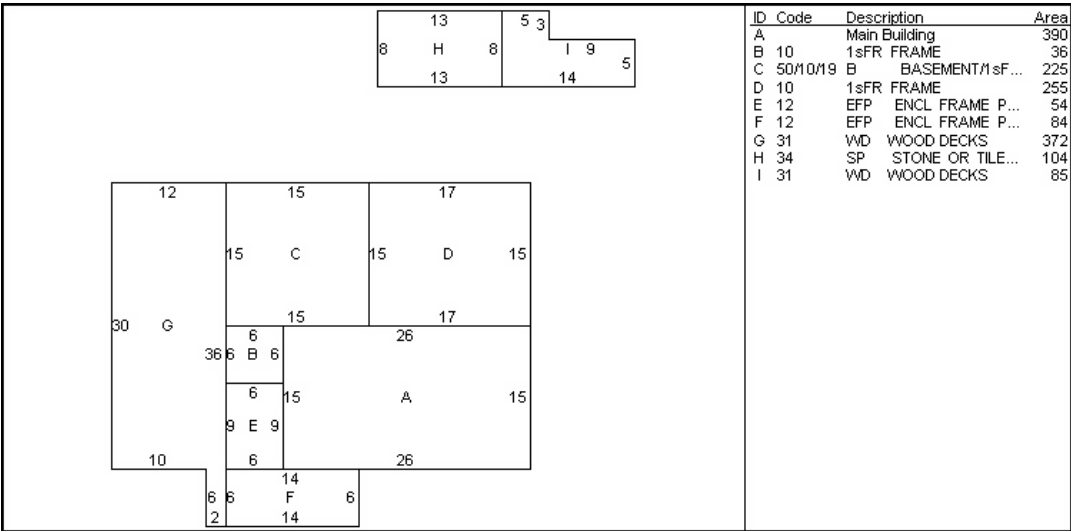 13 5 3
8 H 8 I 9
5
13 14
12 15 17
15 C 15 D 15
15 17
30 G
6 26
36 6 B 6
6
15 A 15
9 E 9
10 6 26
14
6 6 F 6
2 14
ID Code Description Area
A Main Building 390
B 10 1sFR FRAME 36
C 50/10/19 B BASEMENT/1sF... 225
D 10 1sFR FRAME 255
E 12 EFP ENCL FRAME P... 54
F 12 EFP ENCL FRAME P... 84
G 31 WD WOOD DECKS 372
H 34 SP STONE OR TILE... 104
I 31 WD WOOD DECKS 85